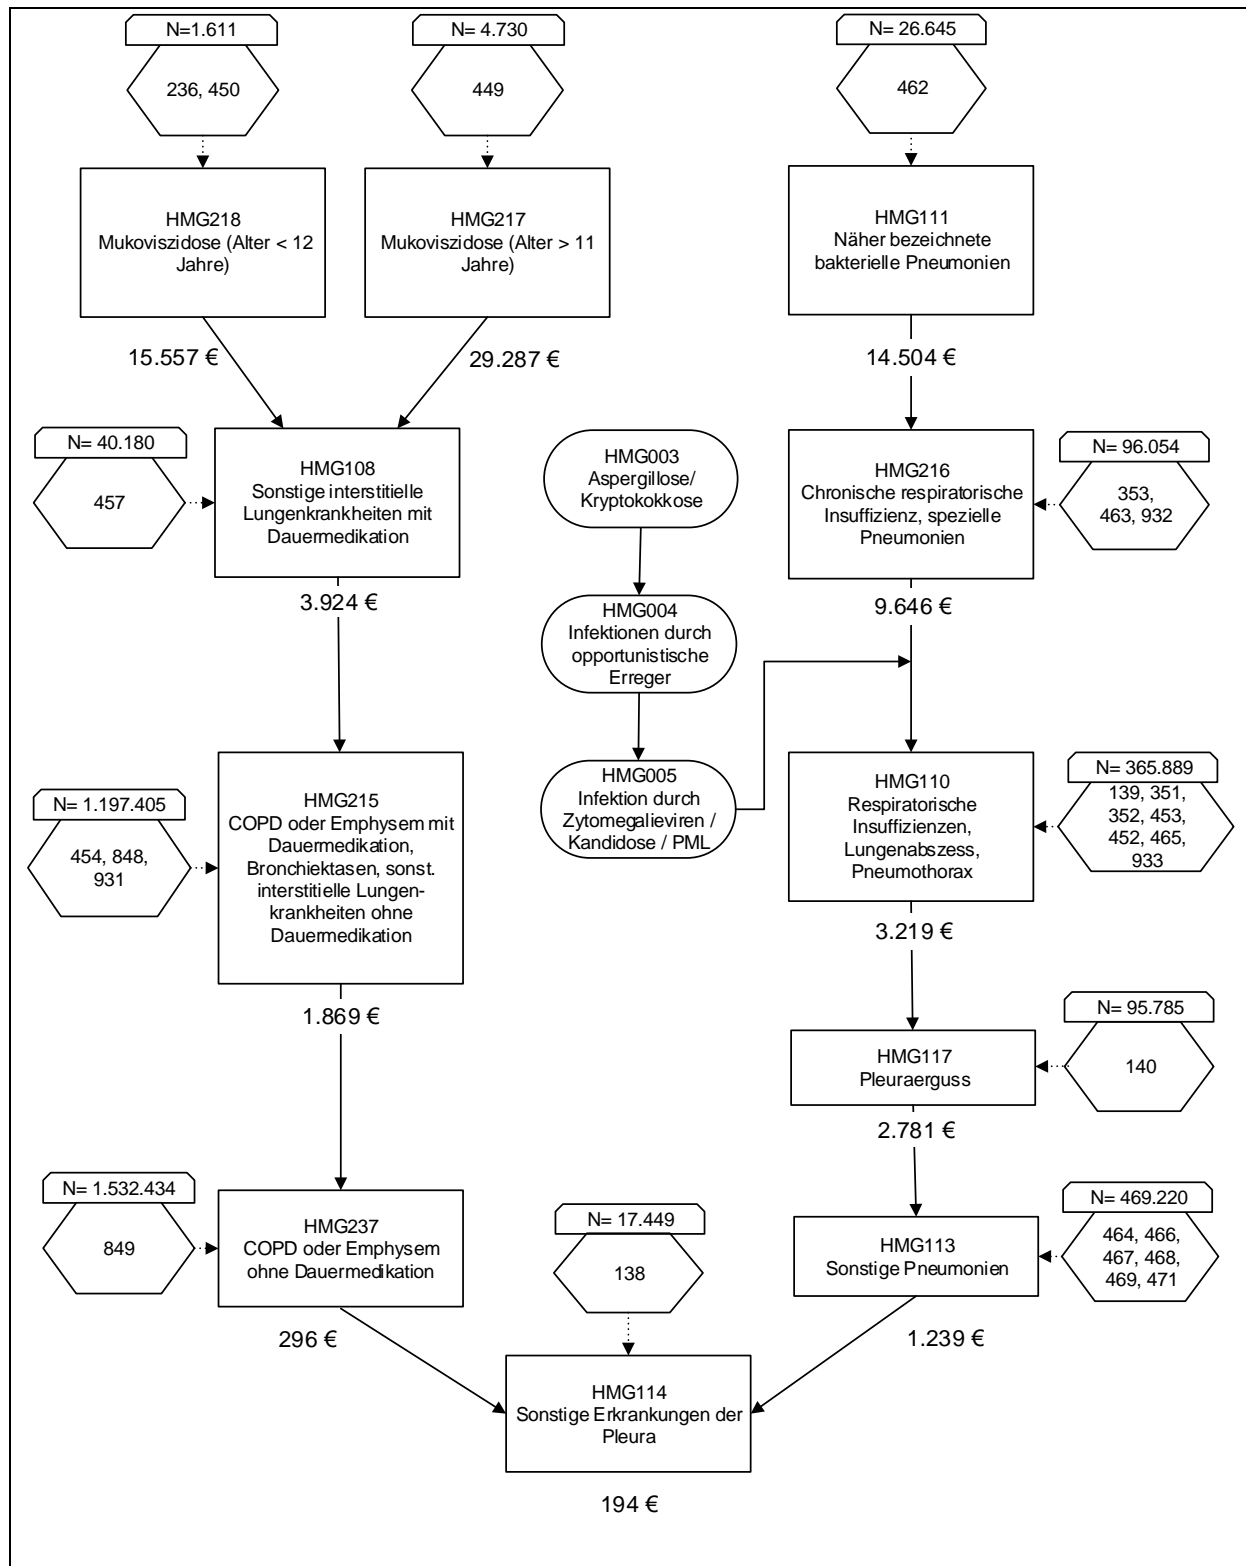 N=1.611
236, 450
N= 4.730
449
N= 26.645
462
HMG218
Mukoviszidose (Alter < 12
Jahre)
HMG217
Mukoviszidose (Alter > 11
Jahre)
HMG111
Näher bezeichnete
bakterielle Pneumonien
15.557 €
29.287 €
14.504 €
N= 40.180
457
HMG108
Sonstige interstitielle
Lungenkrankheiten mit
Dauermedikation
HMG003
Aspergillose/
Kryptokokkose
HMG216
Chronische respiratorische
Insuffizienz, spezielle
Pneumonien
N= 96.054
353,
463, 932
3.924 €
HMG004
Infektionen durch
opportunistische
Erreger
9.646 €
N= 1.197.405
454, 848,
931
HMG215
COPD oder Emphysem mit
Dauermedikation,
Bronchiektasen, sonst.
interstitielle Lungen-
krankheiten ohne
Dauermedikation
HMG005
Infektion durch
Zytomegalieviren /
Kandidose / PML
HMG110
Respiratorische
Insuffizienzen,
Lungenabszess,
Pneumothorax
N= 365.889
139, 351,
352, 453,
452, 465,
933
1.869 €
3.219 €
HMG117
Pleuraerguss
N= 95.785
140
2.781 €
N= 1.532.434
849
HMG237
COPD oder Emphysem
ohne Dauermedikation
N= 17.449
138
HMG113
Sonstige Pneumonien
N= 469.220
464, 466,
467, 468,
469, 471
296 €
1.239 €
HMG114
Sonstige Erkrankungen der
Pleura
194 €